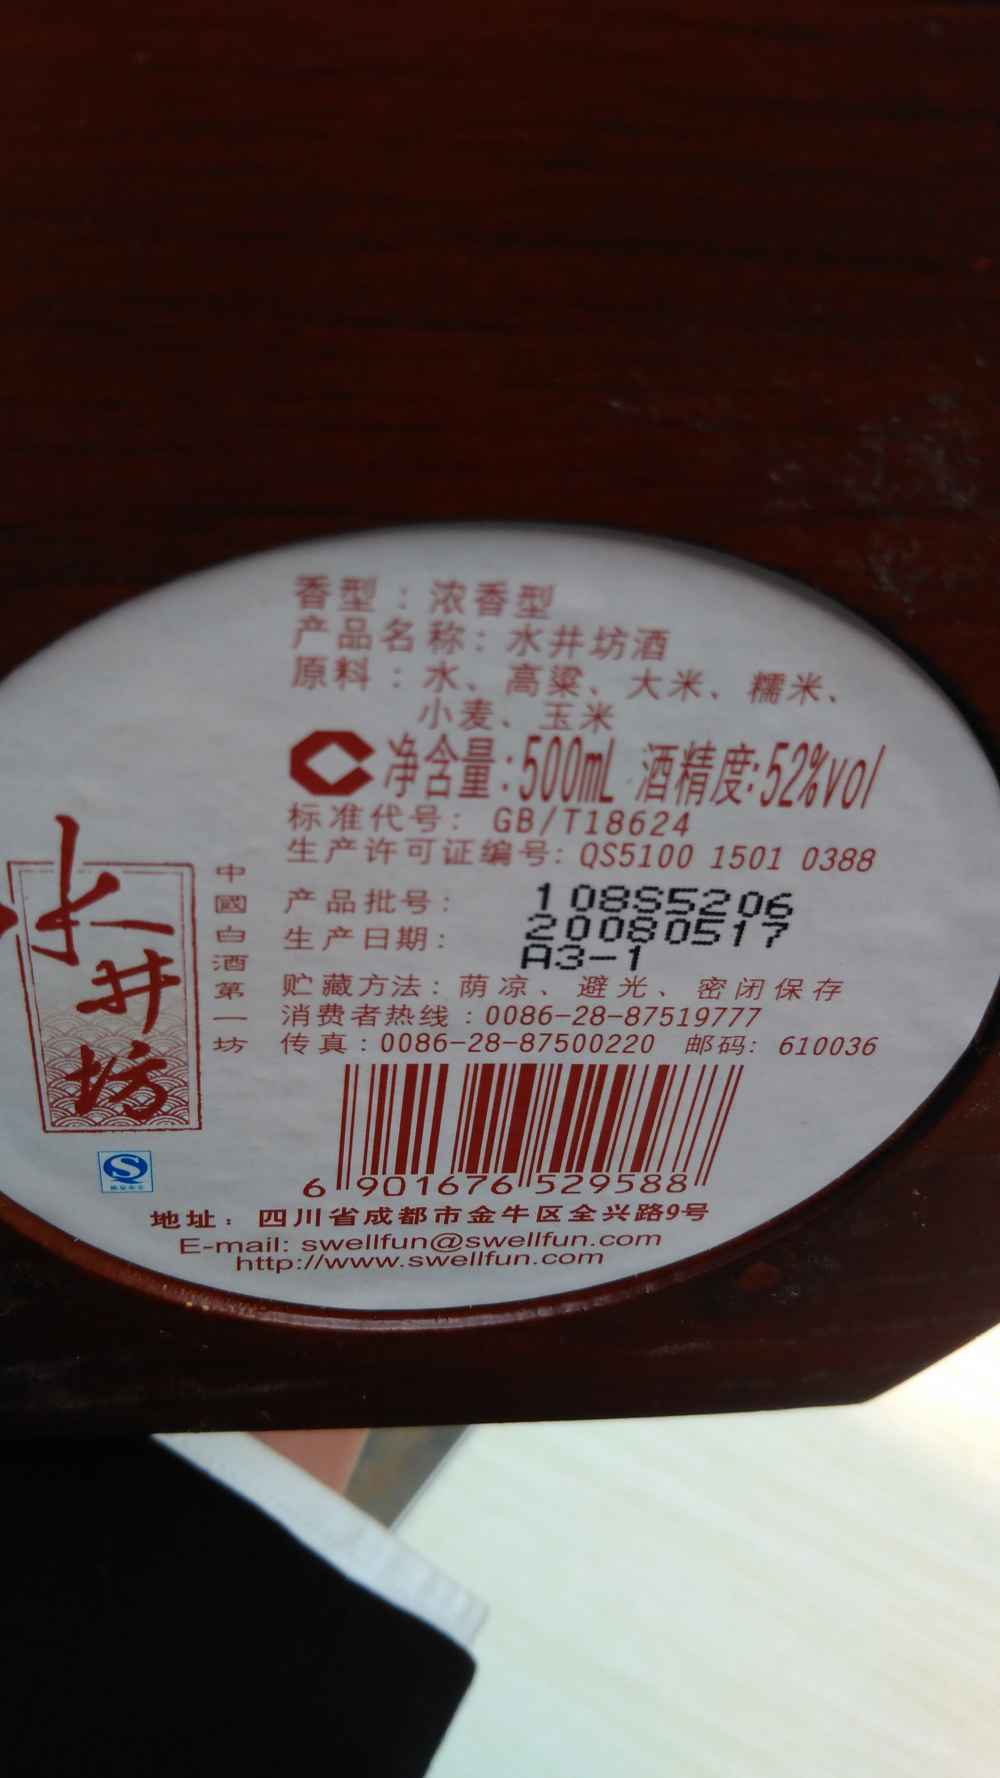 香型：浓香型
产品名称：水井坊酒
原料：水、高粱、大米、糯米、
小麦、玉米
净含量:500mL 酒精度:52%vol
标准代号：GB/T18624
生产许可证编号：QS5100 1501 0388
产品批号：108S5206
生产日期：20080517
A3-1
贮藏方法：荫凉、避光、密闭保存
消费者热线：0086-28-87519777
传真：0086-28-87500220 邮码：610036
水井坊
中國白酒第一坊
6 901676 529588
地址：四川省成都市金牛区全兴路9号
E-mail: swellfun@swellfun.com
http://www.swellfun.com